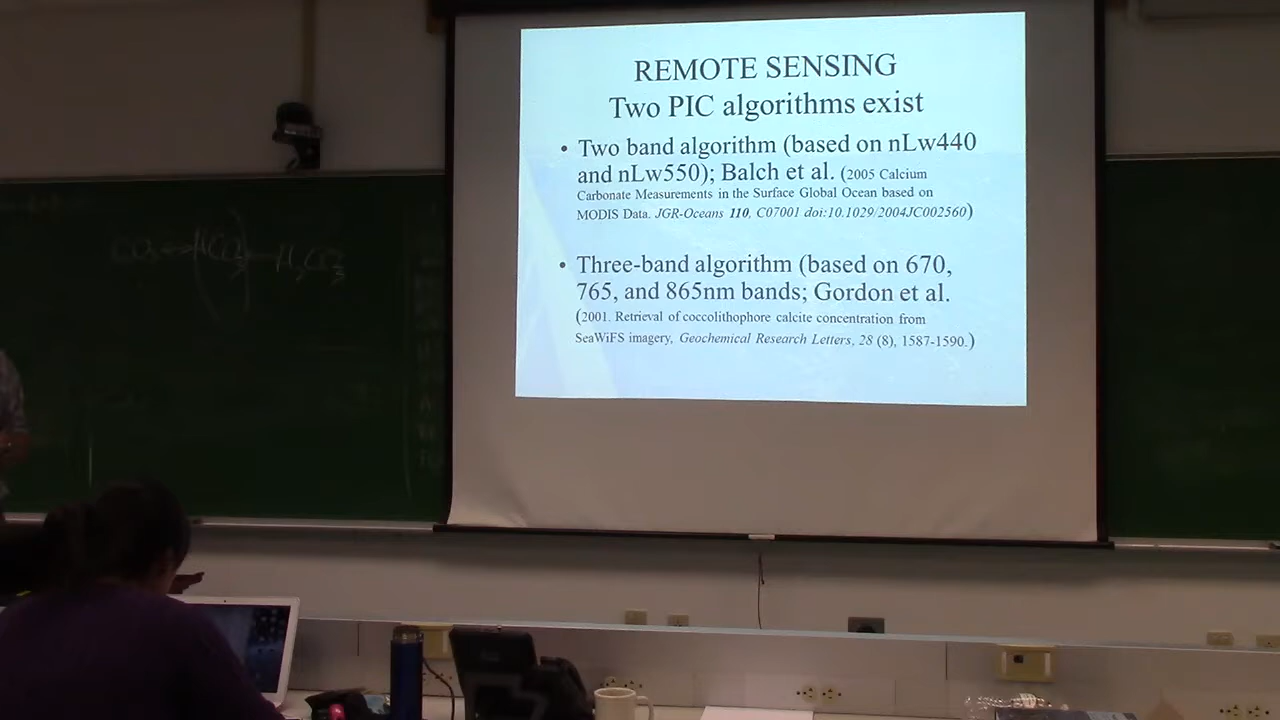 REMOTE SENSING
Two PIC algorithms exist
• Two band algorithm (based on nLw440
and nLw550); Balch et al. (2005 Calcium
Carbonate Measurements in the Surface Global Ocean based on
MODIS Data. JGR-Oceans 110, C07001 doi:10.1029/2004JC002560)
• Three-band algorithm (based on 670,
765, and 865nm bands; Gordon et al.
(2001. Retrieval of coccolithophore calcite concentration from
SeaWiFS imagery, Geochemical Research Letters, 28 (8), 1587-1590.)